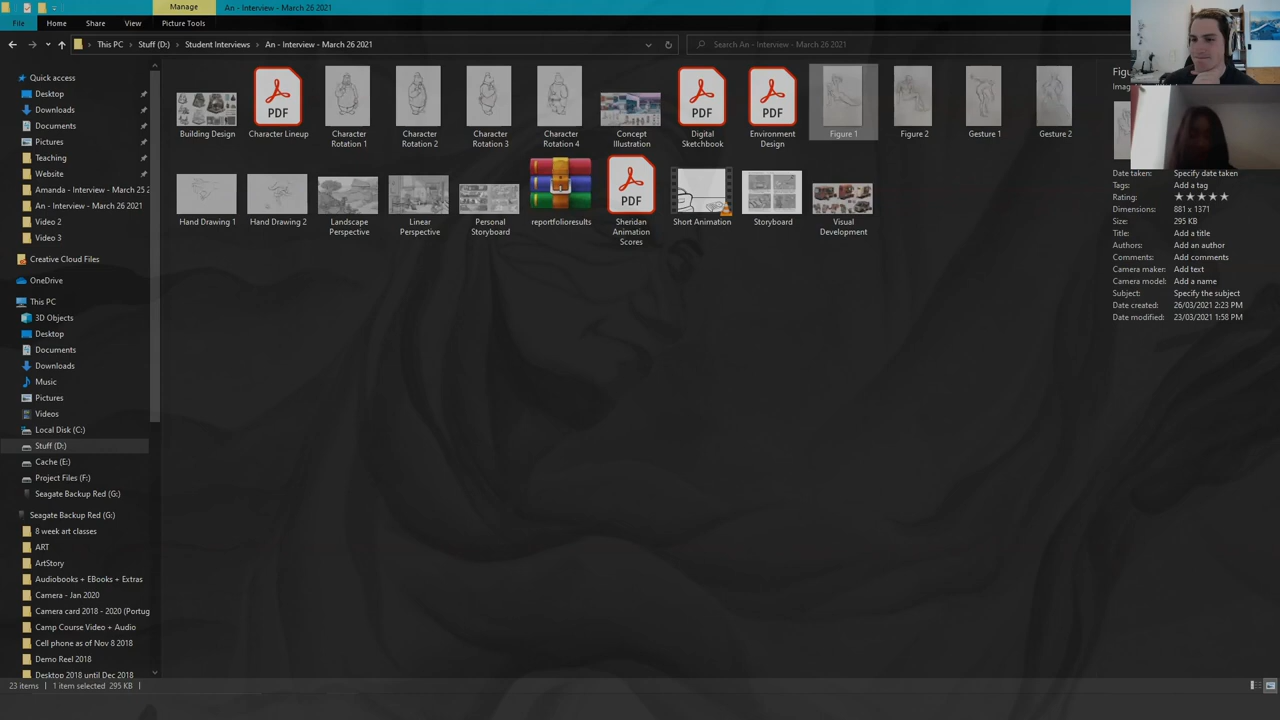 Manage
An - Interview - March 26 2021
File
Home
Share
View
Picture Tools
This PC
Stuff (D:)
Student Interviews
An - Interview - March 26 2021
Search An - Interview - March 26 2021
Quick access
Desktop
Downloads
Documents
Pictures
Teaching
Website
Amanda - Interview - March 25 2
An - Interview - March 26 2021
Video 2
Video 3
Creative Cloud Files
OneDrive
This PC
3D Objects
Desktop
Documents
Downloads
Music
Pictures
Videos
Local Disk (C:)
Stuff (D:)
Cache (E:)
Project Files (F:)
Seagate Backup Red (G:)
Seagate Backup Red (G:)
8 week art classes
ART
ArtStory
Audiobooks + EBooks + Extras
Camera - Jan 2020
Camera card 2018 - 2020 (Portug
Camp Course Video + Audio
Cell phone as of Nov 8 2018
Demo Reel 2018
Desktop 2018 until Dec 2018
Building Design
PDF
Character Lineup
Character
Rotation 1
Character
Rotation 2
Character
Rotation 3
Character
Rotation 4
Concept
Illustration
PDF
Digital
Sketchbook
PDF
Environment
Design
Figure 1
Figure 2
Gesture 1
Gesture 2
Hand Drawing 1
Hand Drawing 2
Landscape
Perspective
Linear
Perspective
Personal
Storyboard
reportfolioresults
PDF
Sheridan
Animation
Scores
Short Animation
Storyboard
Visual
Development
Date taken: Specify date taken
Tags: Add a tag
Rating:
Dimensions: 881 x 1371
Size: 295 KB
Title: Add a title
Authors: Add an author
Comments: Add comments
Camera maker: Add text
Camera model: Add a name
Subject: Specify the subject
Date created: 26/03/2021 2:23 PM
Date modified: 23/03/2021 1:58 PM
23 items
1 item selected 295 KB